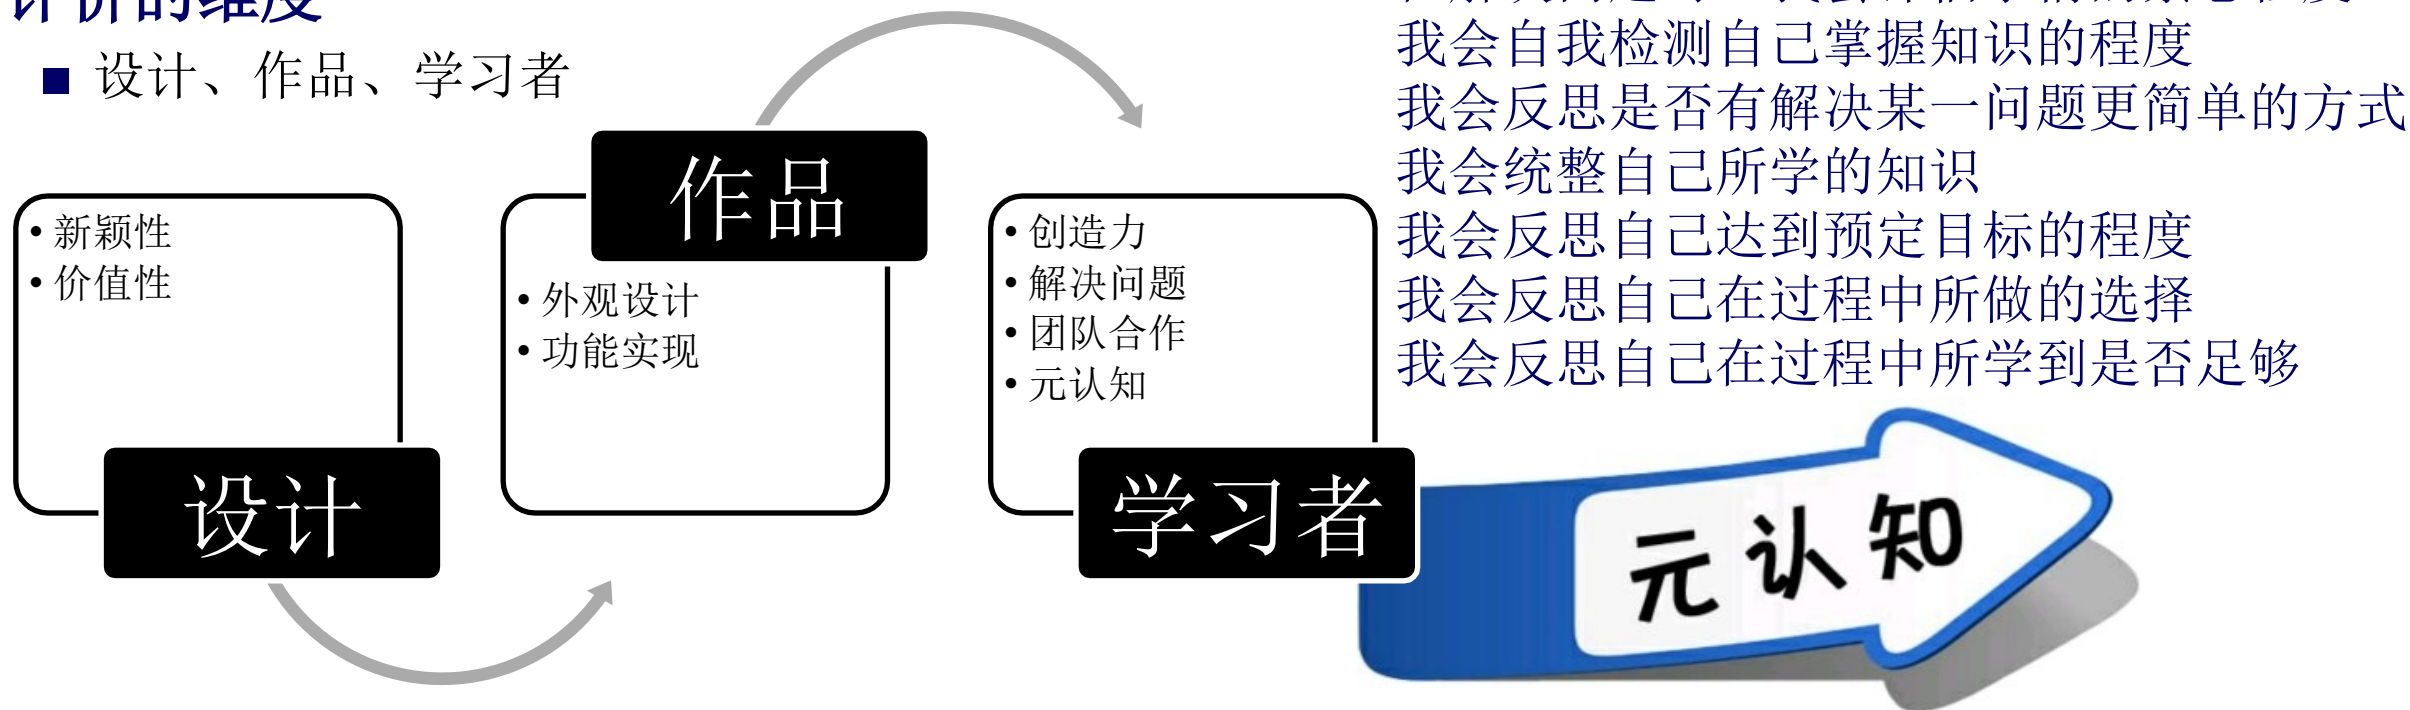 评价的维度
设计、作品、学习者
新颖性
价值性
设计
作品
外观设计
功能实现
创造力
解决问题
团队合作
元认知
学习者
我会自我检测自己掌握知识的程度
我会反思是否有解决某一问题更简单的方式
我会统整自己所学的知识
我会反思自己达到预定目标的程度
我会反思自己在过程中所做的选择
我会反思自己在过程中所学到是否足够
元认知